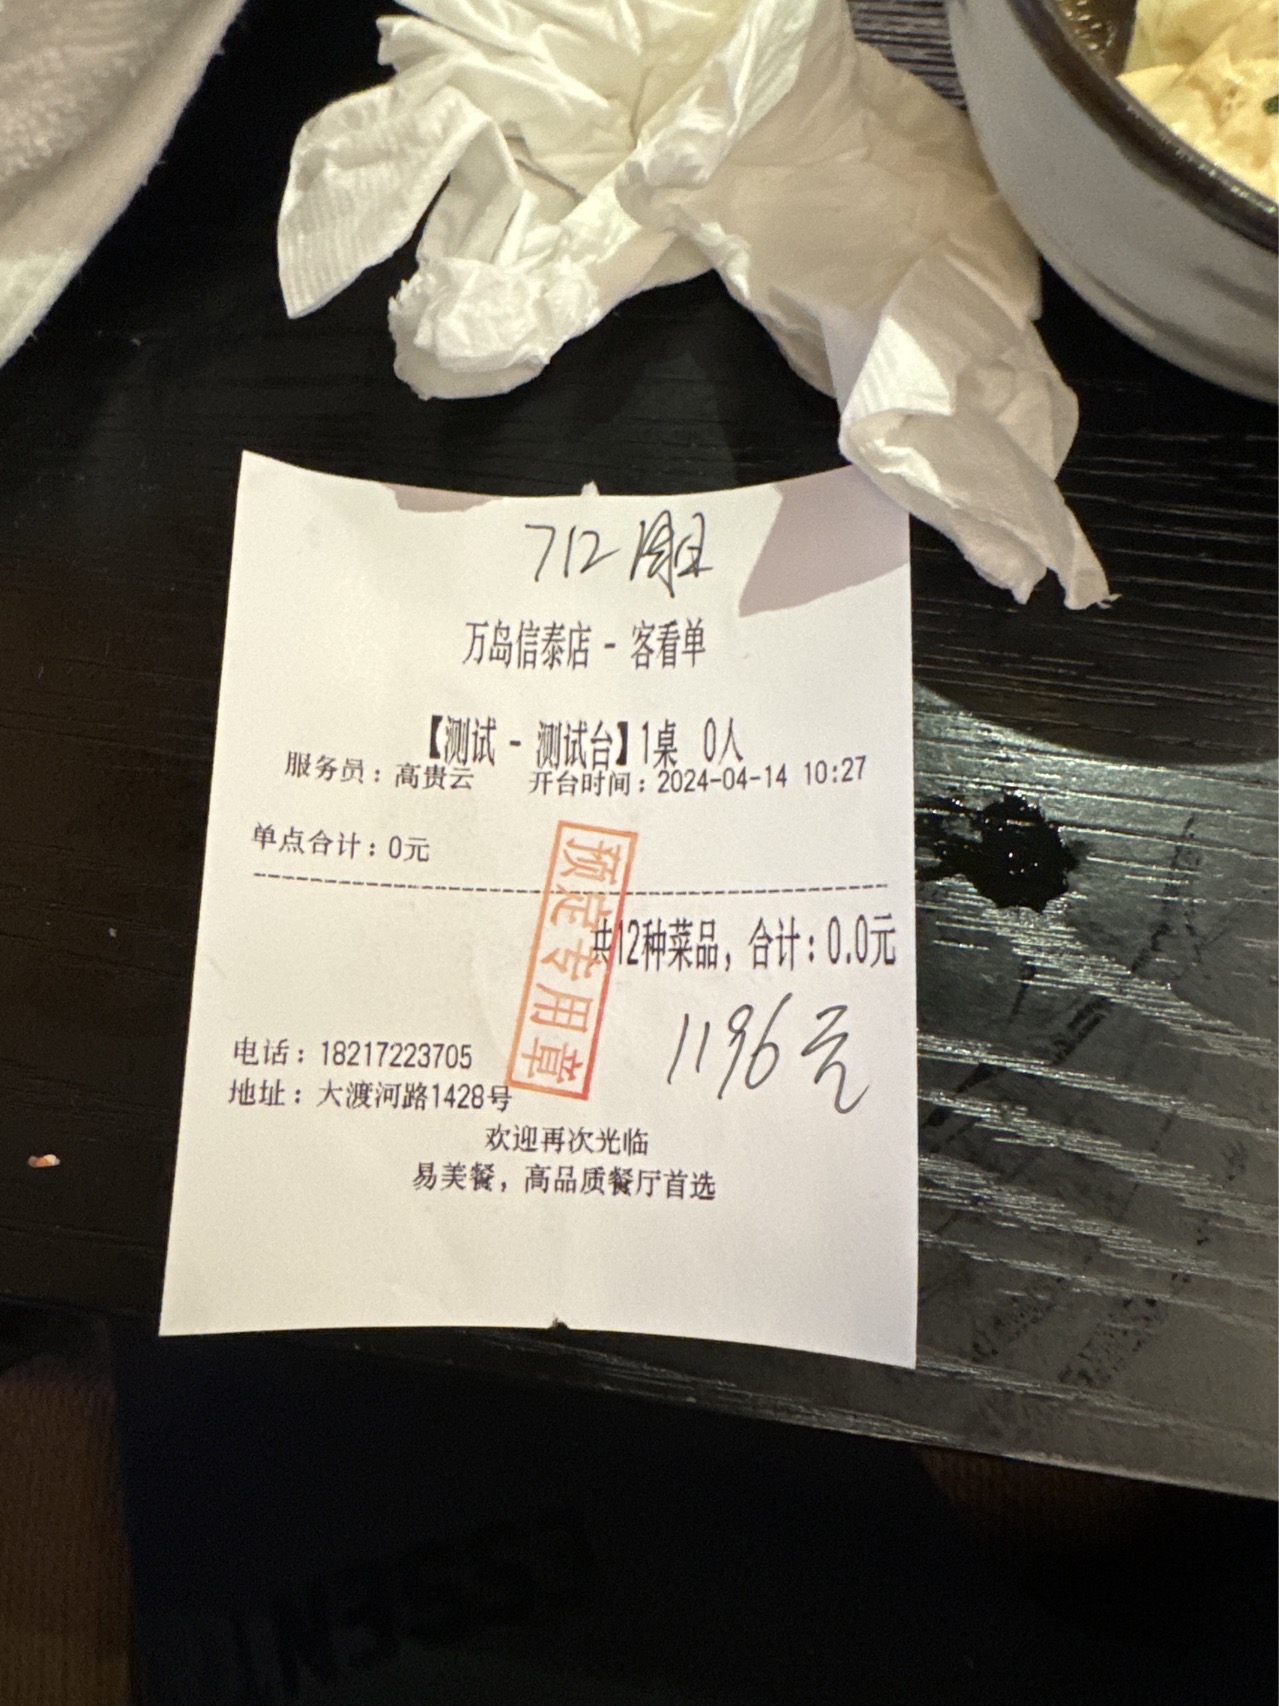 712 周日
万岛信泰店 - 客看单
【测试 - 测试台】1桌 0人
服务员：高贵云 开台时间：2024-04-14 10:27
单点合计：0元
预定专用章
共12种菜品，合计：0.0元
1196元
电话：18217223705
地址：大渡河路1428号
欢迎再次光临
易美餐，高品质餐厅首选